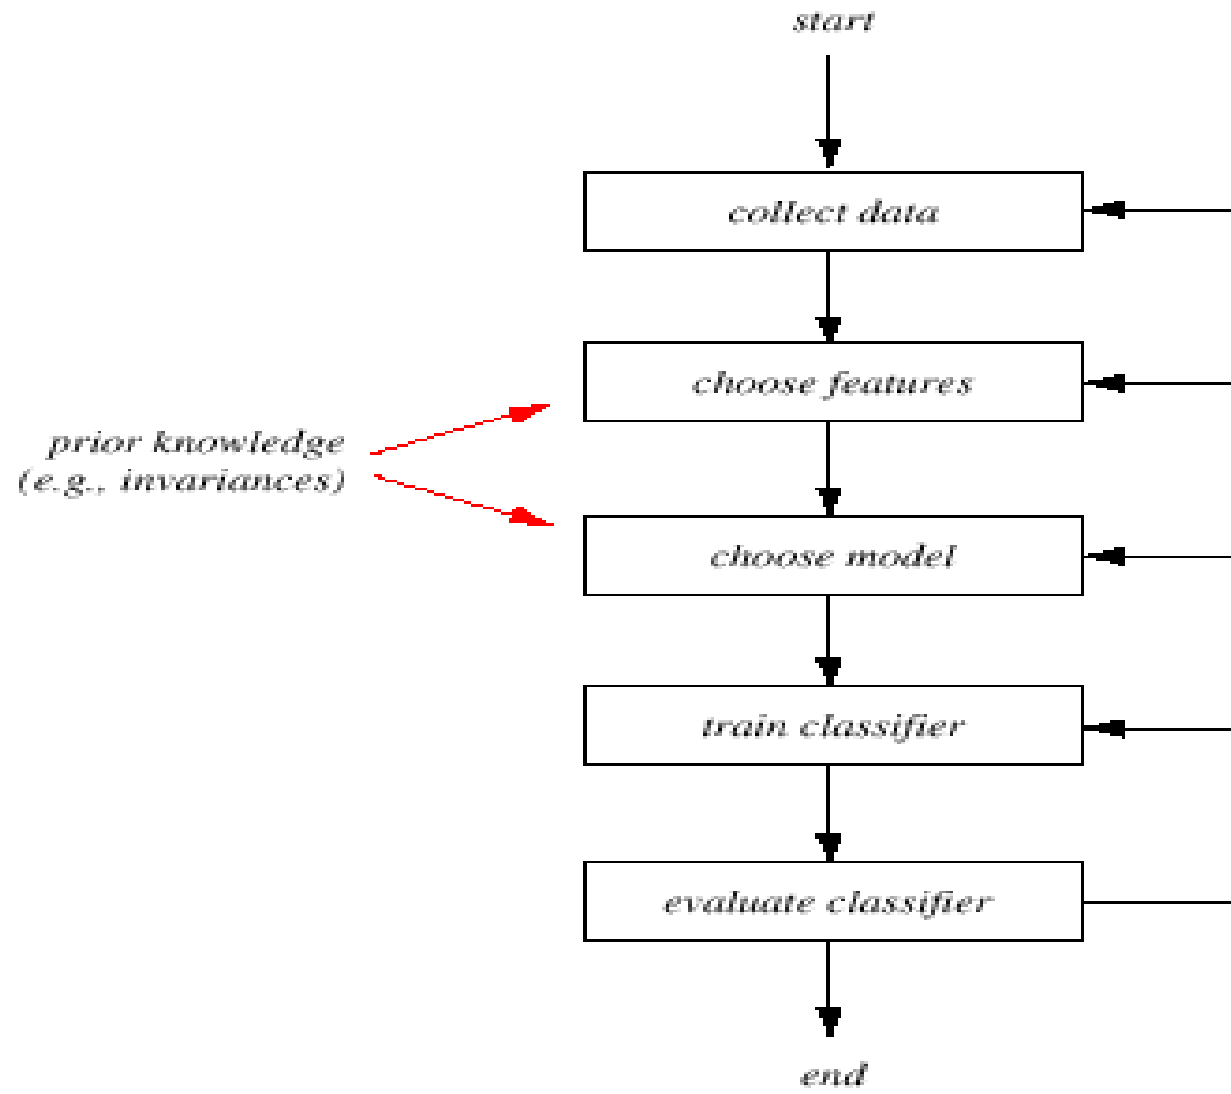 start
collect data
choose features
prior knowledge
(e.g., invariances)
choose model
train classifier
evaluate classifier
end